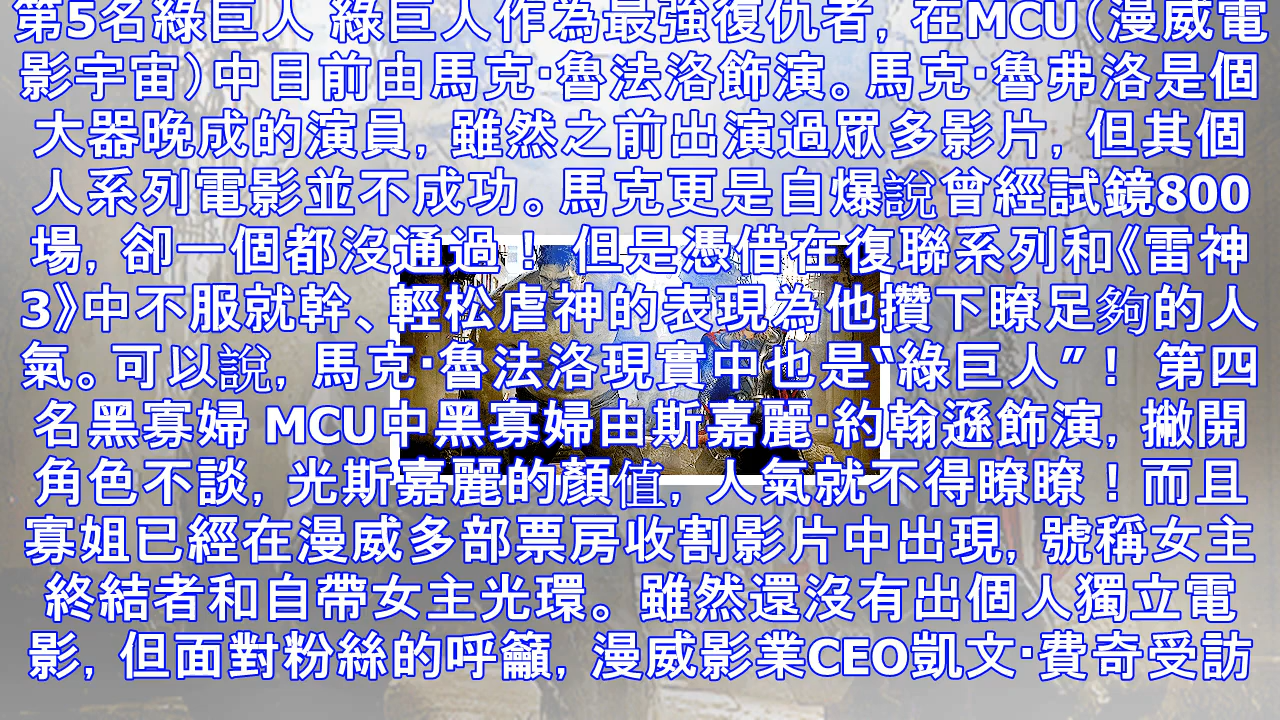 第5名綠巨人 綠巨人作為最強復仇者, 在MCU(漫威電
影宇宙)中目前由馬克·魯法洛飾演。馬克·魯弗洛是個
大器晚成的演員, 雖然之前出演過眾多影片, 但其個
人系列電影並不成功。馬克更是自爆說曾經試鏡800
場, 卻一個都沒通過！ 但是憑借在復聯系列和《雷神
3》中不服就幹、輕松虐神的表現為他攢下瞭足夠的人
氣。可以說, 馬克·魯法洛現實中也是“綠巨人”！ 第四
名黑寡婦 MCU中黑寡婦由斯嘉麗·約翰遜飾演, 撇開
角色不談, 光斯嘉麗的顏值, 人氣就不得瞭瞭！而且
寡姐已經在漫威多部票房收割影片中出現, 號稱女主
終結者和自帶女主光環。雖然還沒有出個人獨立電
影, 但面對粉絲的呼籲, 漫威影業CEO凱文·費奇受訪